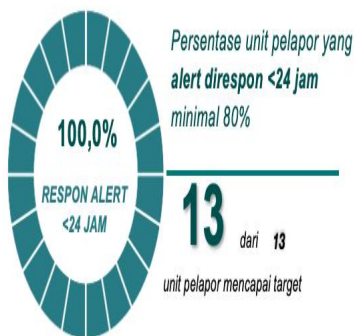 Persentase unit pelapor yang
alert direspon <24 jam
minimal 80%
100,0%
RESPON ALERT
<24 JAM
13 dari 13
unit pelapor mencapai target